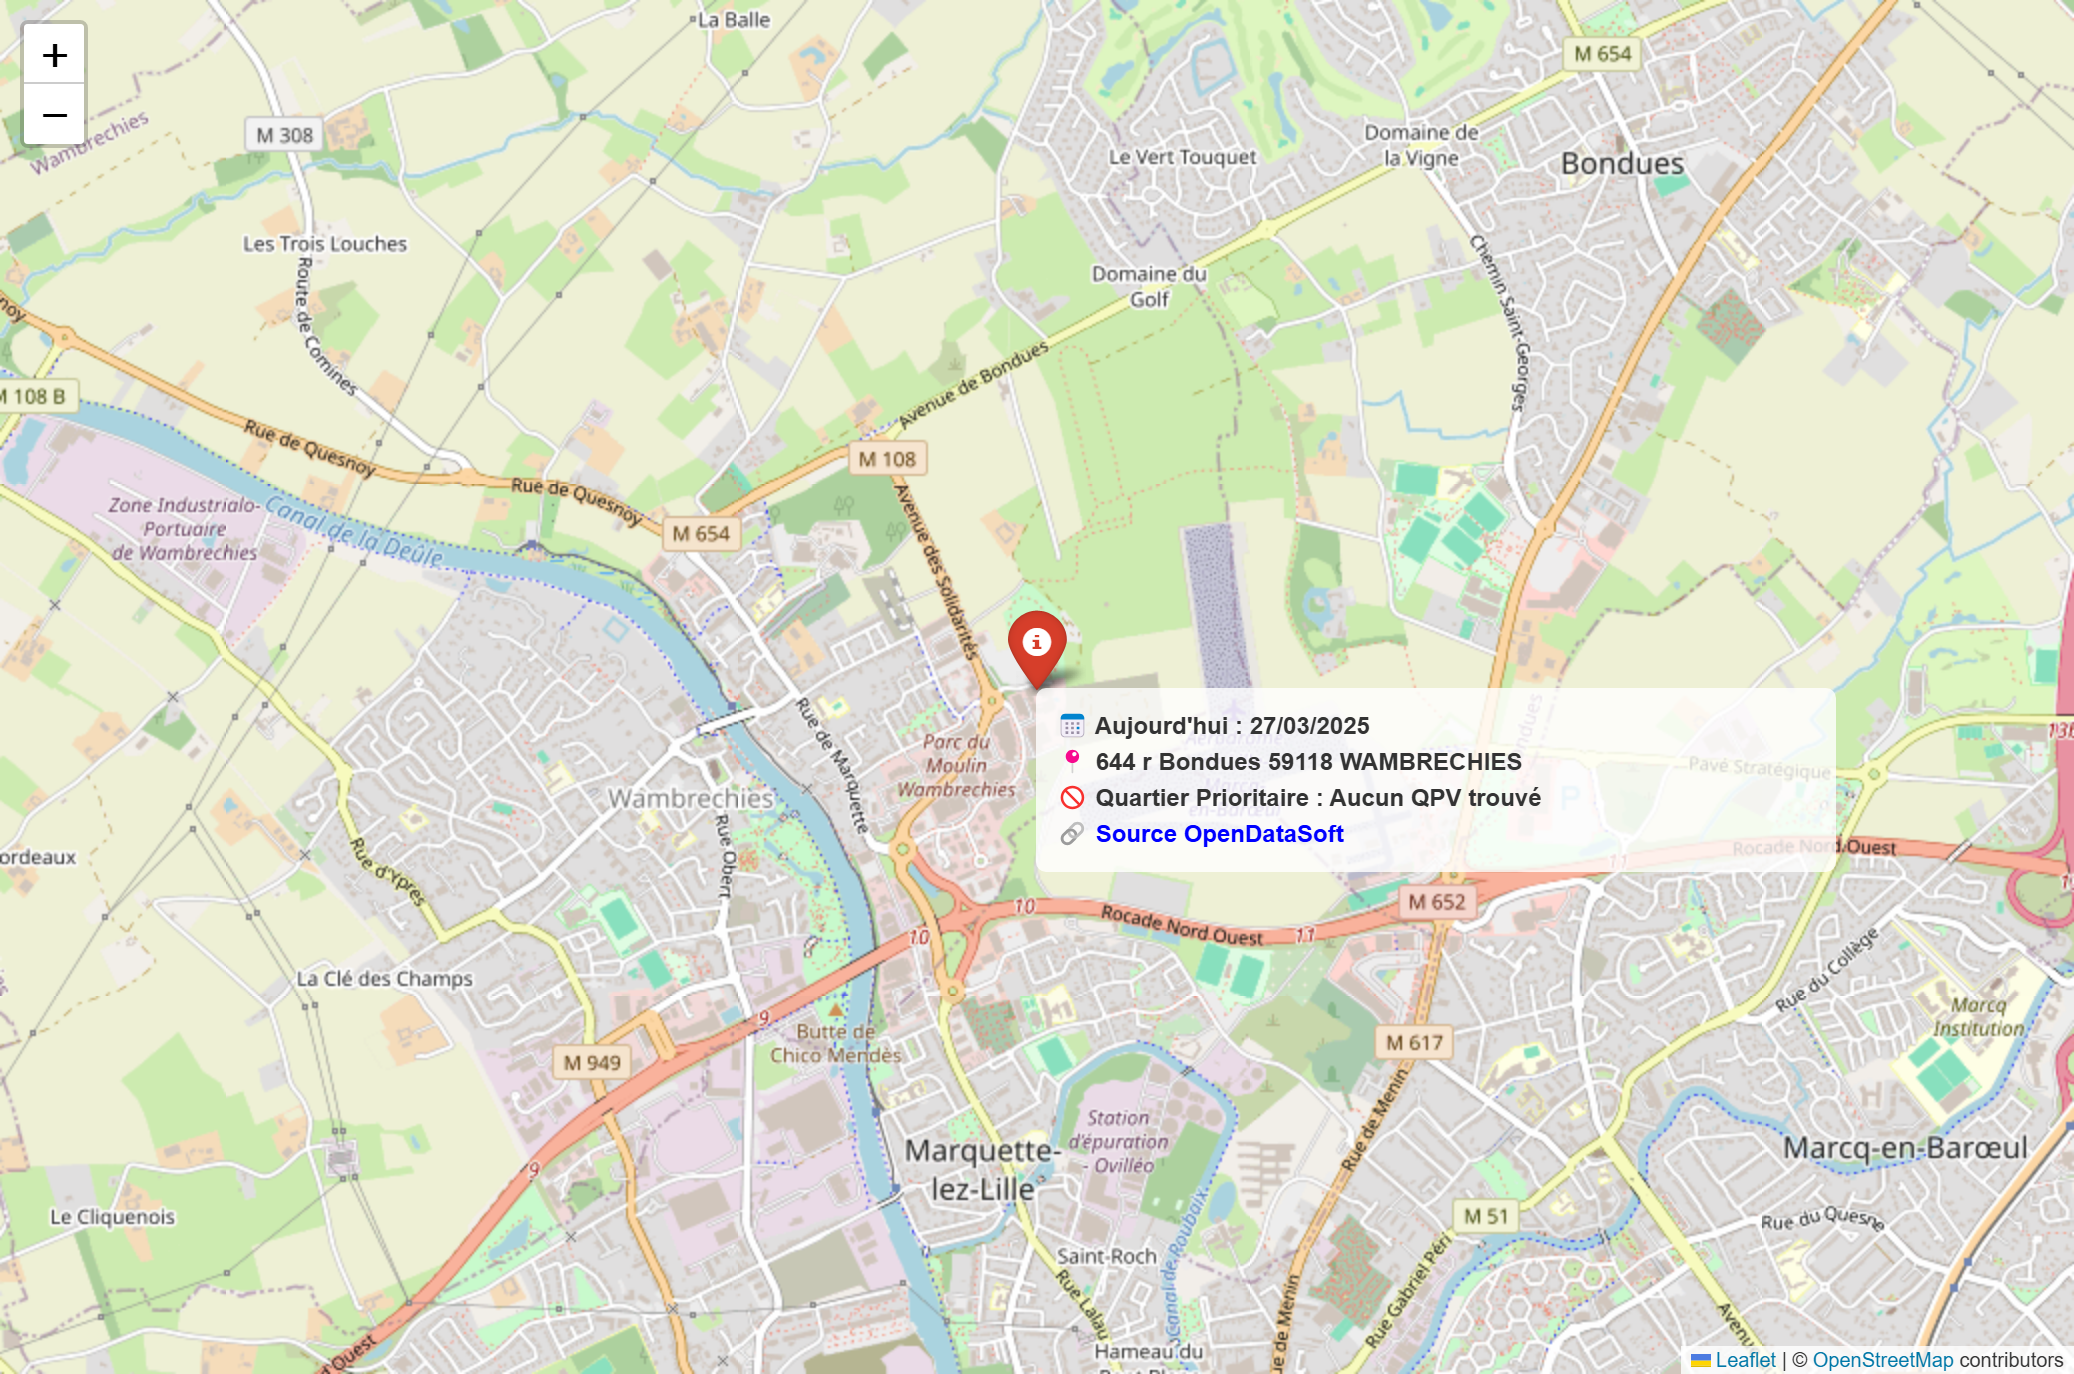 +
−
La Balle
M 654
Wambrechies
M 308
Domaine de
la Vigne
Le Vert Touquet
Bondues
Les Trois Louches
Route de Comines
Domaine du
Golf
Chemin Saint-Georges
noy
Avenue de Bondues
M 108 B
Rue de Quesnoy
M 108
Rue de Quesnoy
Zone Industrialo-
Portuaire
de Wambrechies
Canal de la Deûle
M 654
Avenue des Solidarités
Rue de Marquette
Parc du
Moulin
Wambrechies
Aujourd'hui : 27/03/2025
644 r Bondues 59118 WAMBRECHIES
Quartier Prioritaire : Aucun QPV trouvé
Source OpenDataSoft
Pavé Stratégique
P
Wambrechies
Rue Obert
ordeaux
Rue d'Ypres
11
Rocade Nord Ouest
M 652
10
Rocade Nord Ouest
11
10
Rue du Collège
La Clé des Champs
9
Butte de
Chico Mendès
M 949
M 617
Marcq
Institution
Rue de Menin
Station
d'épuration
- Ovilléo
Marquette-
lez-Lille
Marcq-en-Barœul
9
Le Cliquenois
M 51
Rue du Quesne
Saint-Roch
Canal de Roubaix
Rue Lalau
Rue Gabriel Péri
ue de Menin
Avenu
Hameau du
d'Ouest
Leaflet | © OpenStreetMap contributors